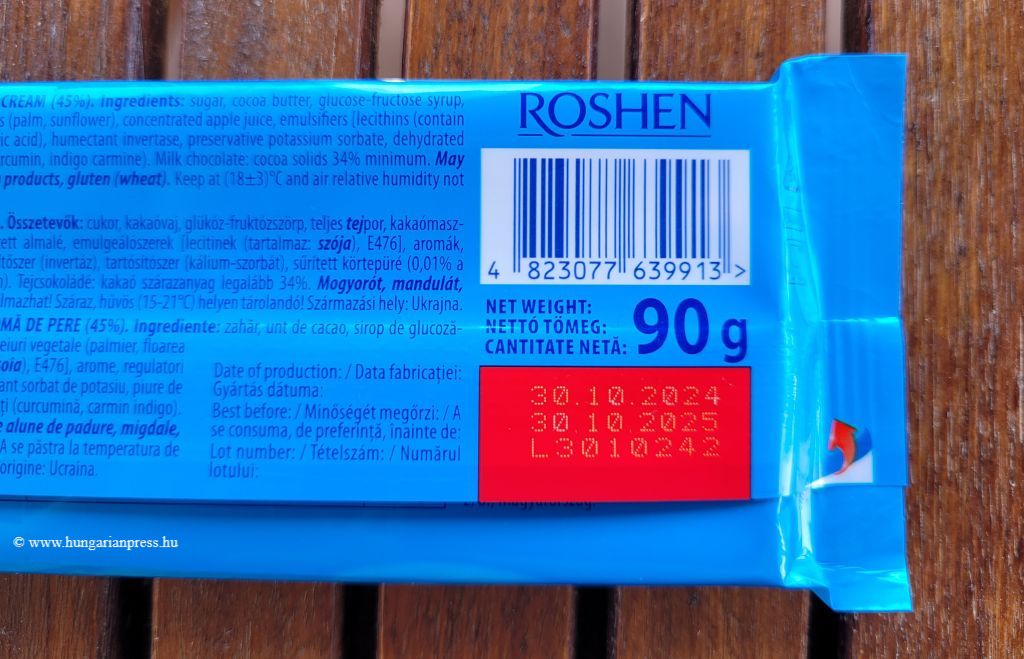 CREAM (45%). Ingredients: sugar, cocoa butter, glucose-fructose syrup,
s (palm, sunflower), concentrated apple juice, emulsifiers [lecithins (contain
ic acid), humectant invertase, preservative potassium sorbate, dehydrated
rcumin, indigo carmine). Milk chocolate: cocoa solids 34% minimum. May
products, gluten (wheat). Keep at (18±3)°C and air relative humidity not
. Összetevők: cukor, kakaóvaj, glükóz-fruktózszörp, teljes tejpor, kakaómasz-
ett almalé, emulgeálószerek [lecitinek (tartalmaz: szója), E476], aromák,
ítószer (invertáz), tartósítószer (kálium-szorbát), sűrített körtepüré (0,01% a
). Tejcsokoládé: kakaó szárazanyag legalább 34%. Mogyorót, mandulát,
lmazhat! Száraz, hűvös (15-21°C) helyen tárolandó! Származási hely: Ukrajna.
MĂ DE PERE (45%). Ingrediente: zahăr, unt de cacao, sirop de glucoză-
eiuri vegetale (palmier, floarea
soia), E476], arome, regulatori
ant sorbat de potasiu, piure de
ți (curcumină, carmin indigo).
e alune de padure, migdale,
A se păstra la temperatura de
origine: Ucraina.
Date of production: / Data fabricației:
Gyártás dátuma:
Best before: / Minőségét megőrzi: / A
se consuma, de preferință, înainte de:
Lot number: / Tételszám: / Numărul
lotului:
ROSHEN
4 823077 639913 >
NET WEIGHT:
NETTÓ TÖMEG:
CANTITATE NETĂ:
90 g
30.10.2024
30.10.2025
L3010242
© www.hungarianpress.hu